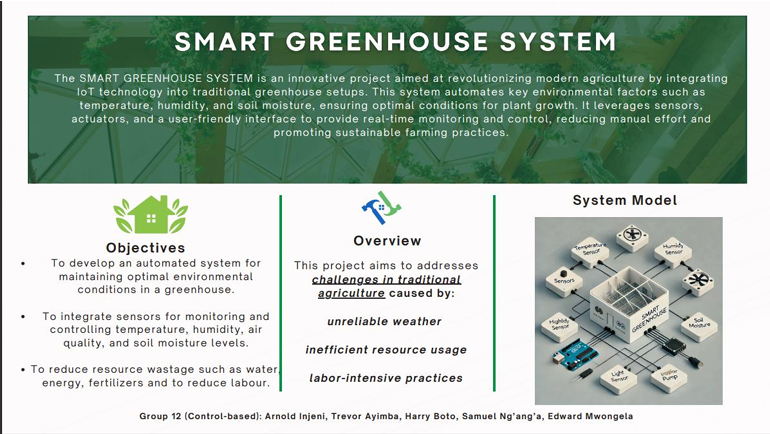 SMART GREENHOUSE SYSTEM
The SMART GREENHOUSE SYSTEM is an innovative project aimed at revolutionizing modern agriculture by integrating
IoT technology into traditional greenhouse setups. This system automates key environmental factors such as
temperature, humidity, and soil moisture, ensuring optimal conditions for plant growth. It leverages sensors,
actuators, and a user-friendly interface to provide real-time monitoring and control, reducing manual effort and
promoting sustainable farming practices.
Objectives
• To develop an automated system for
maintaining optimal environmental
conditions in a greenhouse.
• To integrate sensors for monitoring and
controlling temperature, humidity, air
quality, and soil moisture levels.
• To reduce resource wastage such as water,
energy, fertilizers and to reduce labour.
Overview
This project aims to addresses
challenges in traditional
agriculture caused by:
unreliable weather
inefficient resource usage
labor-intensive practices
System Model
Temperature
Sensor
Humidity
Sensor
Sensors
SMART
GREENHOUSE
Sensor
Soil
Moisture
Light
Sensor
Pump
Group 12 (Control-based): Arnold Injeni, Trevor Ayimba, Harry Boto, Samuel Ng'ang'a, Edward Mwongela